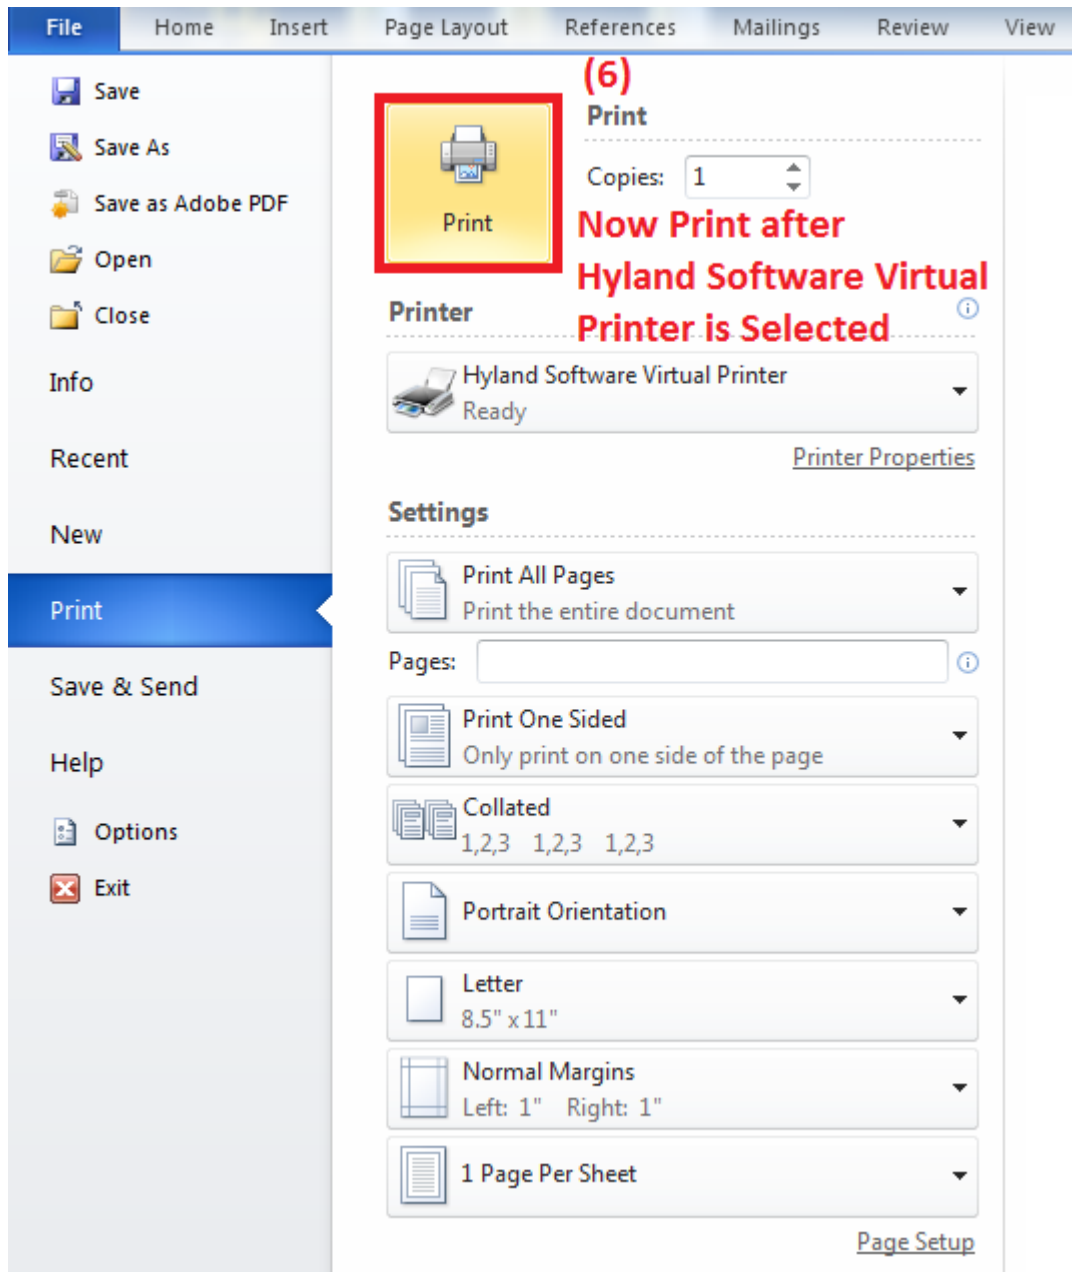 File Home Insert Page Layout References Mailings Review View
Save
Save As
Save as Adobe PDF
Open
Close
Info
Recent
New
Print
Save & Send
Help
Options
Exit
(6)
Print
Print
Copies: 1
Now Print after
Hyland Software Virtual
Printer is Selected
Printer
Hyland Software Virtual Printer
Ready
Printer Properties
Settings
Print All Pages
Print the entire document
Pages:
Print One Sided
Only print on one side of the page
Collated
1,2,3 1,2,3 1,2,3
Portrait Orientation
Letter
8.5" x 11"
Normal Margins
Left: 1" Right: 1"
1 Page Per Sheet
Page Setup